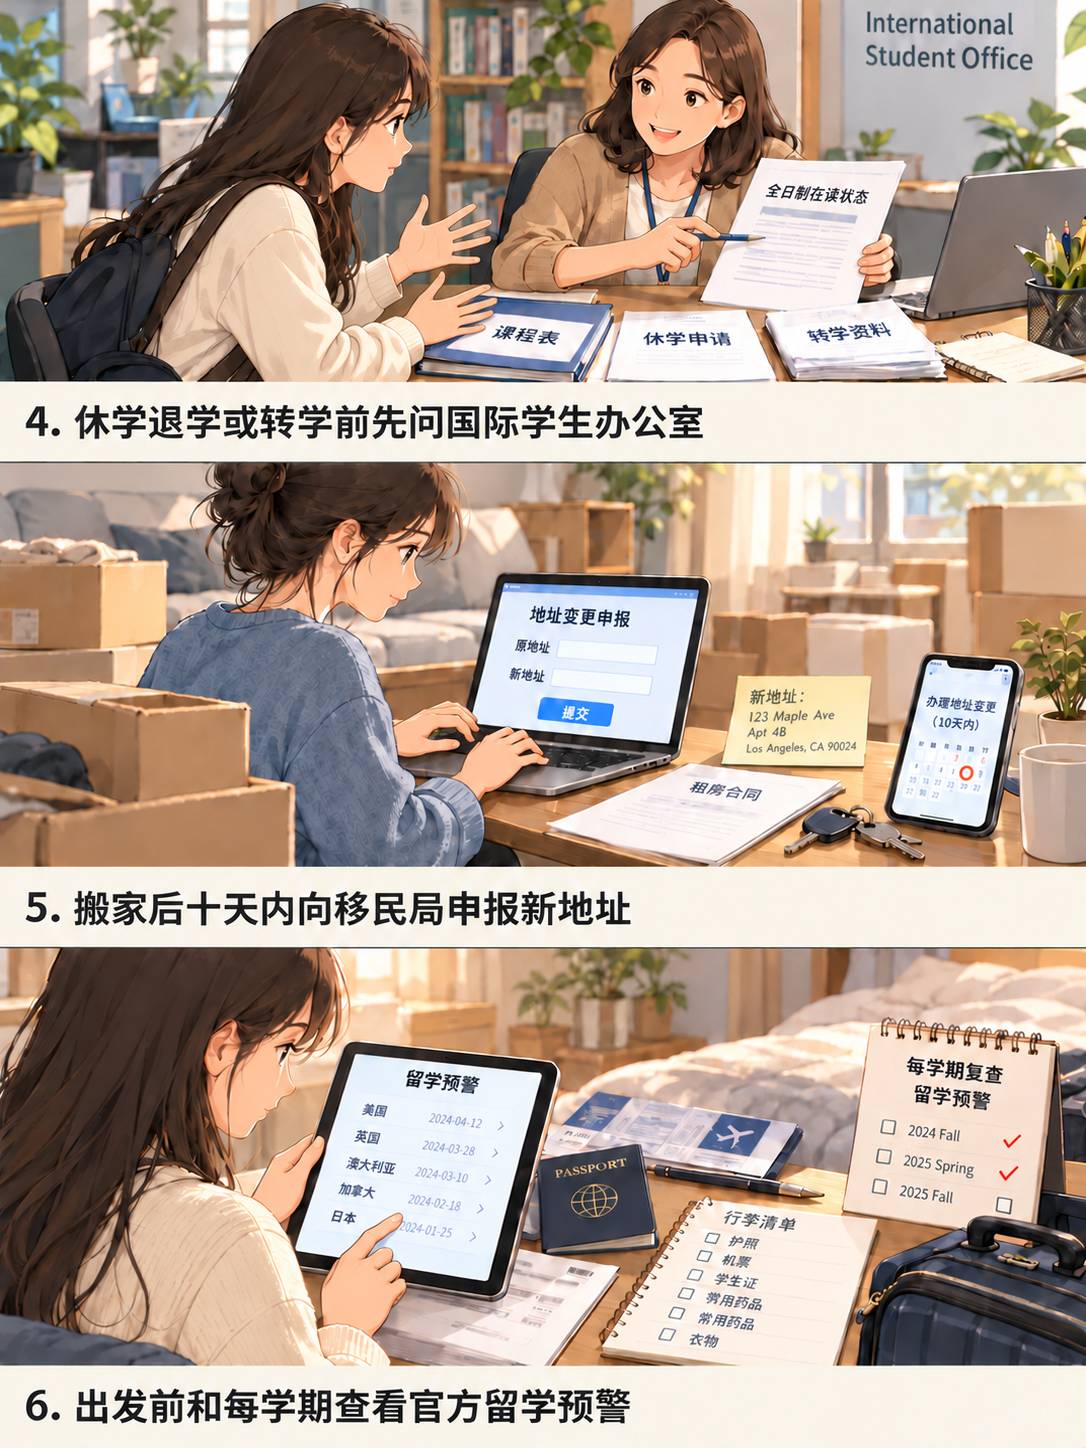 International
Student Office
全日制在读状态
课程表
休学申请
转学资料
4. 休学退学或转学前先问国际学生办公室
地址变更申报
原地址
新地址
提交
新地址：
123 Maple Ave
Apt 4B
Los Angeles, CA 90024
办理地址变更
（10天内）
租房合同
5. 搬家后十天内向移民局申报新地址
留学预警
美国 2024-04-12
英国 2024-03-28
澳大利亚 2024-03-10
加拿大 2024-02-18
日本 2024-01-25
PASSPORT
每学期复查
留学预警
2024 Fall
2025 Spring
2025 Fall
行李清单
护照
机票
学生证
常用药品
衣物
6. 出发前和每学期查看官方留学预警